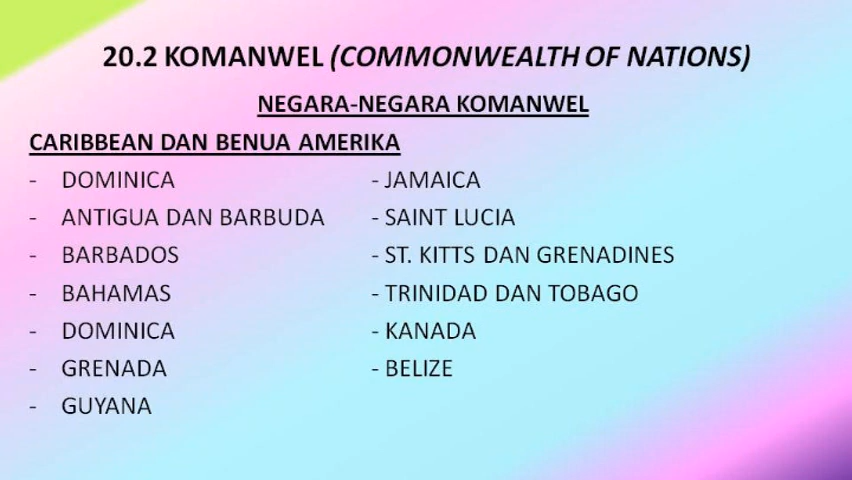 20.2 KOMANWEL (COMMONWEALTH OF NATIONS)
NEGARA-NEGARA KOMANWEL
CARIBBEAN DAN BENUA AMERIKA
- DOMINICA
- ANTIGUA DAN BARBUDA
- BARBADOS
- BAHAMAS
- DOMINICA
- GRENADA
- GUYANA
- JAMAICA
- SAINT LUCIA
- ST. KITTS DAN GRENADINES
- TRINIDAD DAN TOBAGO
- KANADA
- BELIZE